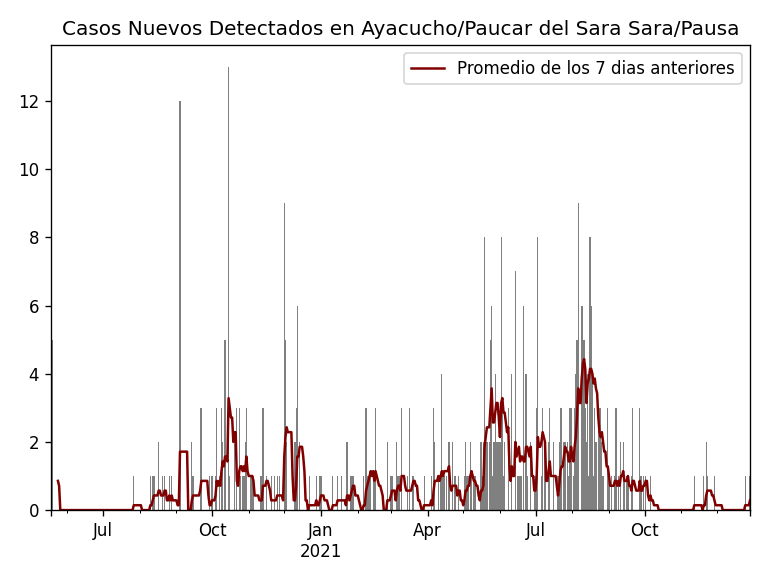 Casos Nuevos Detectados en Ayacucho/Paucar del Sara Sara/Pausa
Promedio de los 7 dias anteriores
12
10
8
6
4
2
0
Jul
Oct
Jan
2021
Apr
Jul
Oct